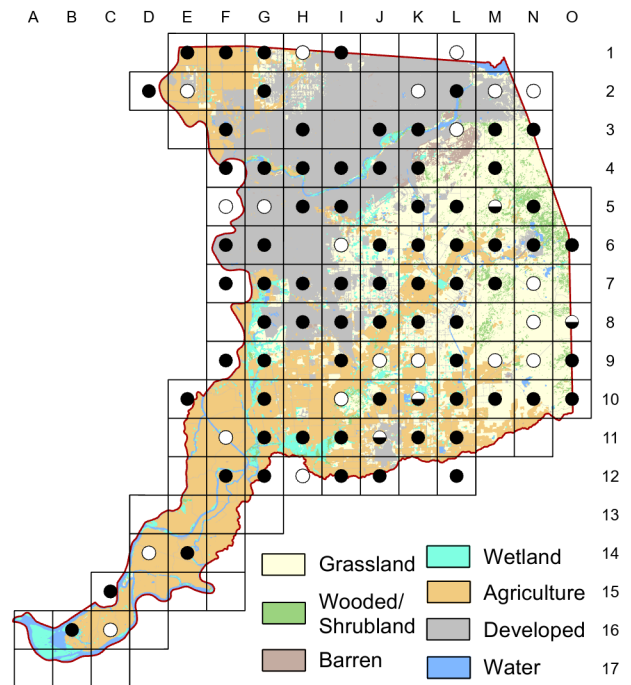 A B C D E F G H I J K L M N O
1
2
3
4
5
6
7
8
9
10
11
12
13
14
15
16
17
Grassland
Wooded/
Shrubland
Barren
Wetland
Agriculture
Developed
Water